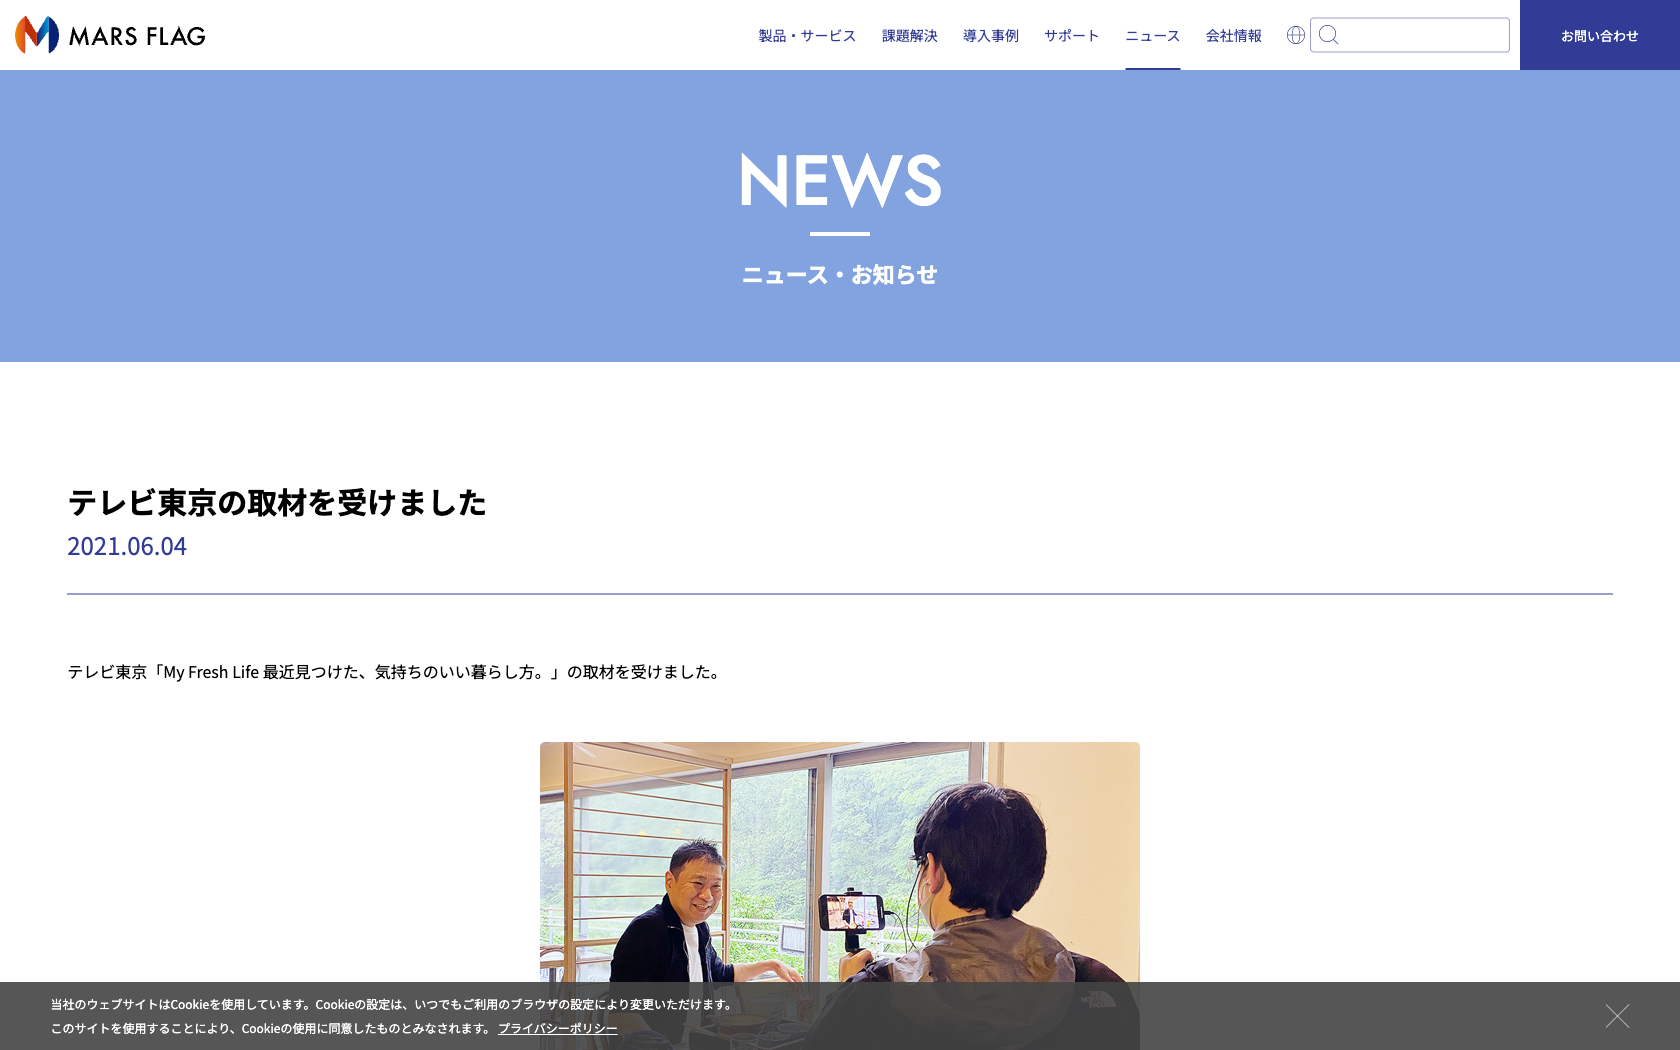 MARS FLAG
製品・サービス
課題解決
導入事例
サポート
ニュース
会社情報
お問い合わせ
NEWS
ニュース・お知らせ
テレビ東京の取材を受けました
2021.06.04
テレビ東京「My Fresh Life 最近見つけた、気持ちのいい暮らし方。」の取材を受けました。
当社のウェブサイトはCookieを使用しています。Cookieの設定は、いつでもご利用のブラウザの設定により変更いただけます。
このサイトを使用することにより、Cookieの使用に同意したものとみなされます。 プライバシーポリシー